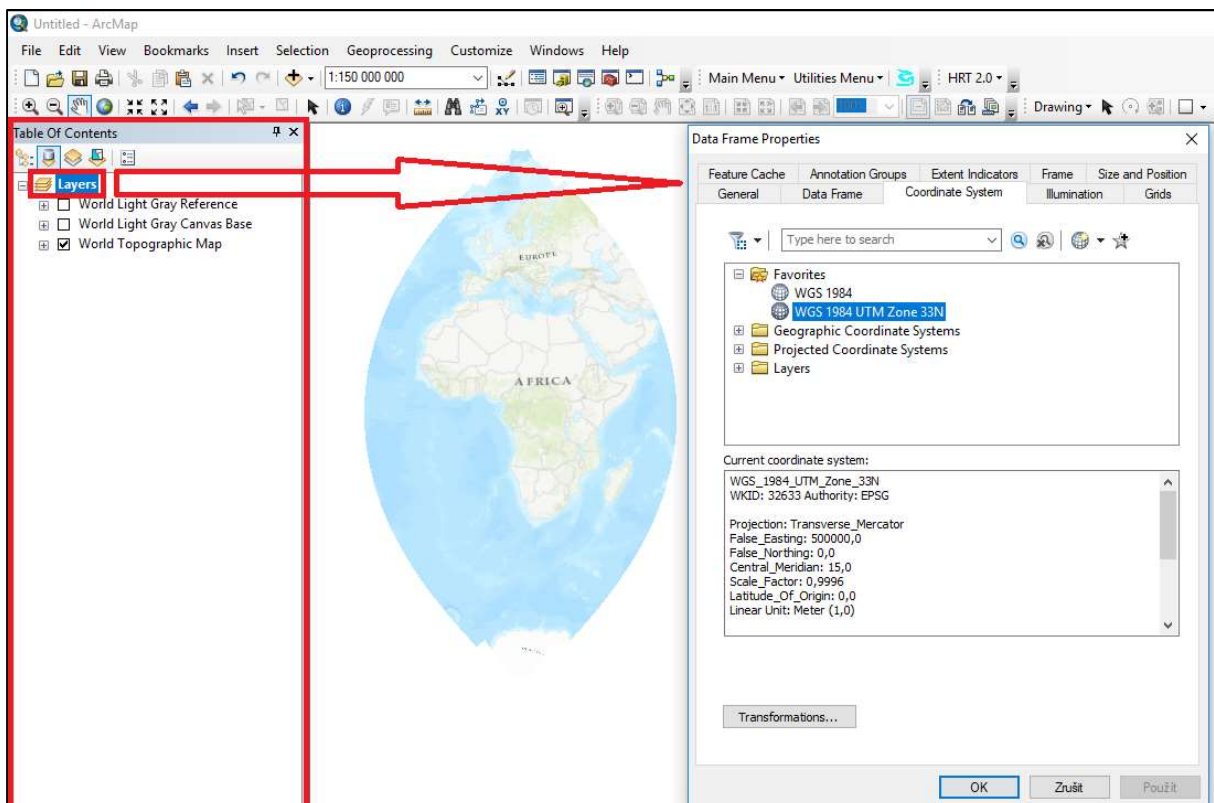 Untitled - ArcMap
File Edit View Bookmarks Insert Selection Geoprocessing Customize Windows Help
1:150 000 000 Main Menu Utilities Menu HRT 2.0
Drawing
Table Of Contents
Layers
World Light Gray Reference
World Light Gray Canvas Base
World Topographic Map
EUROPE
AFRICA
Data Frame Properties
Feature Cache Annotation Groups Extent Indicators Frame Size and Position
General Data Frame Coordinate System Illumination Grids
Type here to search
Favorites
WGS 1984
WGS 1984 UTM Zone 33N
Geographic Coordinate Systems
Projected Coordinate Systems
Layers
Current coordinate system:
WGS_1984_UTM_Zone_33N
WKID: 32633 Authority: EPSG
Projection: Transverse_Mercator
False_Easting: 500000,0
False_Northing: 0,0
Central_Meridian: 15,0
Scale_Factor: 0,9996
Latitude_Of_Origin: 0,0
Linear Unit: Meter (1,0)
Transformations...
OK Zrušit Použít